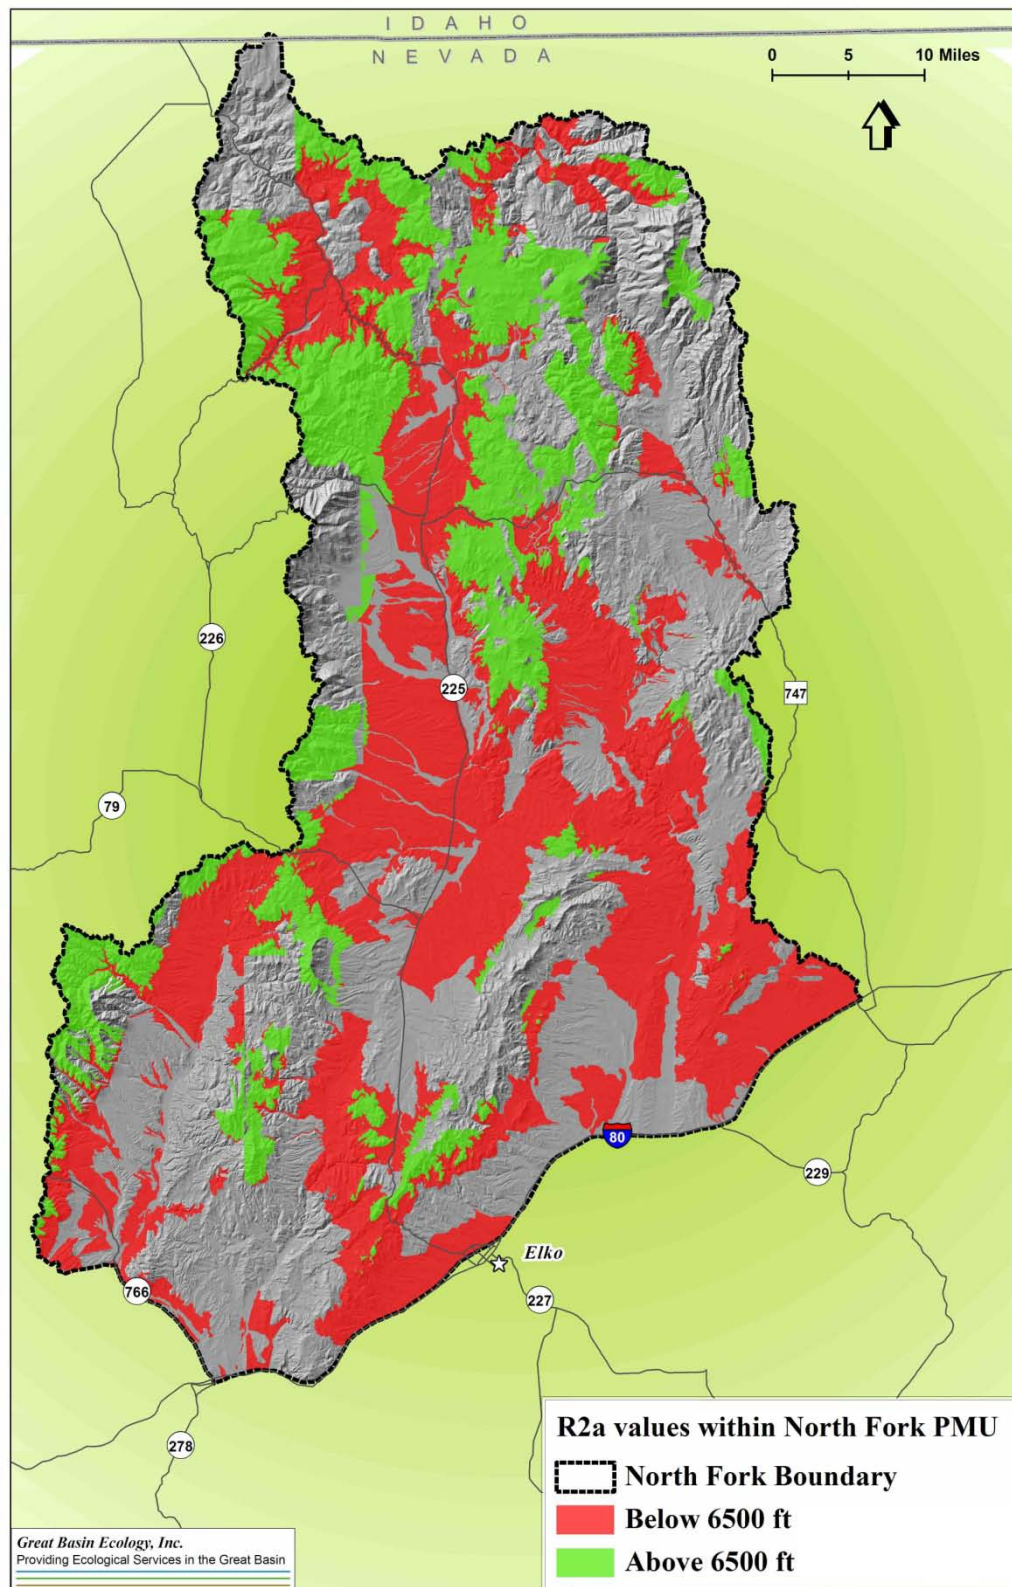 IDAHO
NEVADA
0 5 10 Miles
226
225
747
79
80
229
Elko
766
227
278
R2a values within North Fork PMU
North Fork Boundary
Below 6500 ft
Above 6500 ft
Great Basin Ecology, Inc.
Providing Ecological Services in the Great Basin